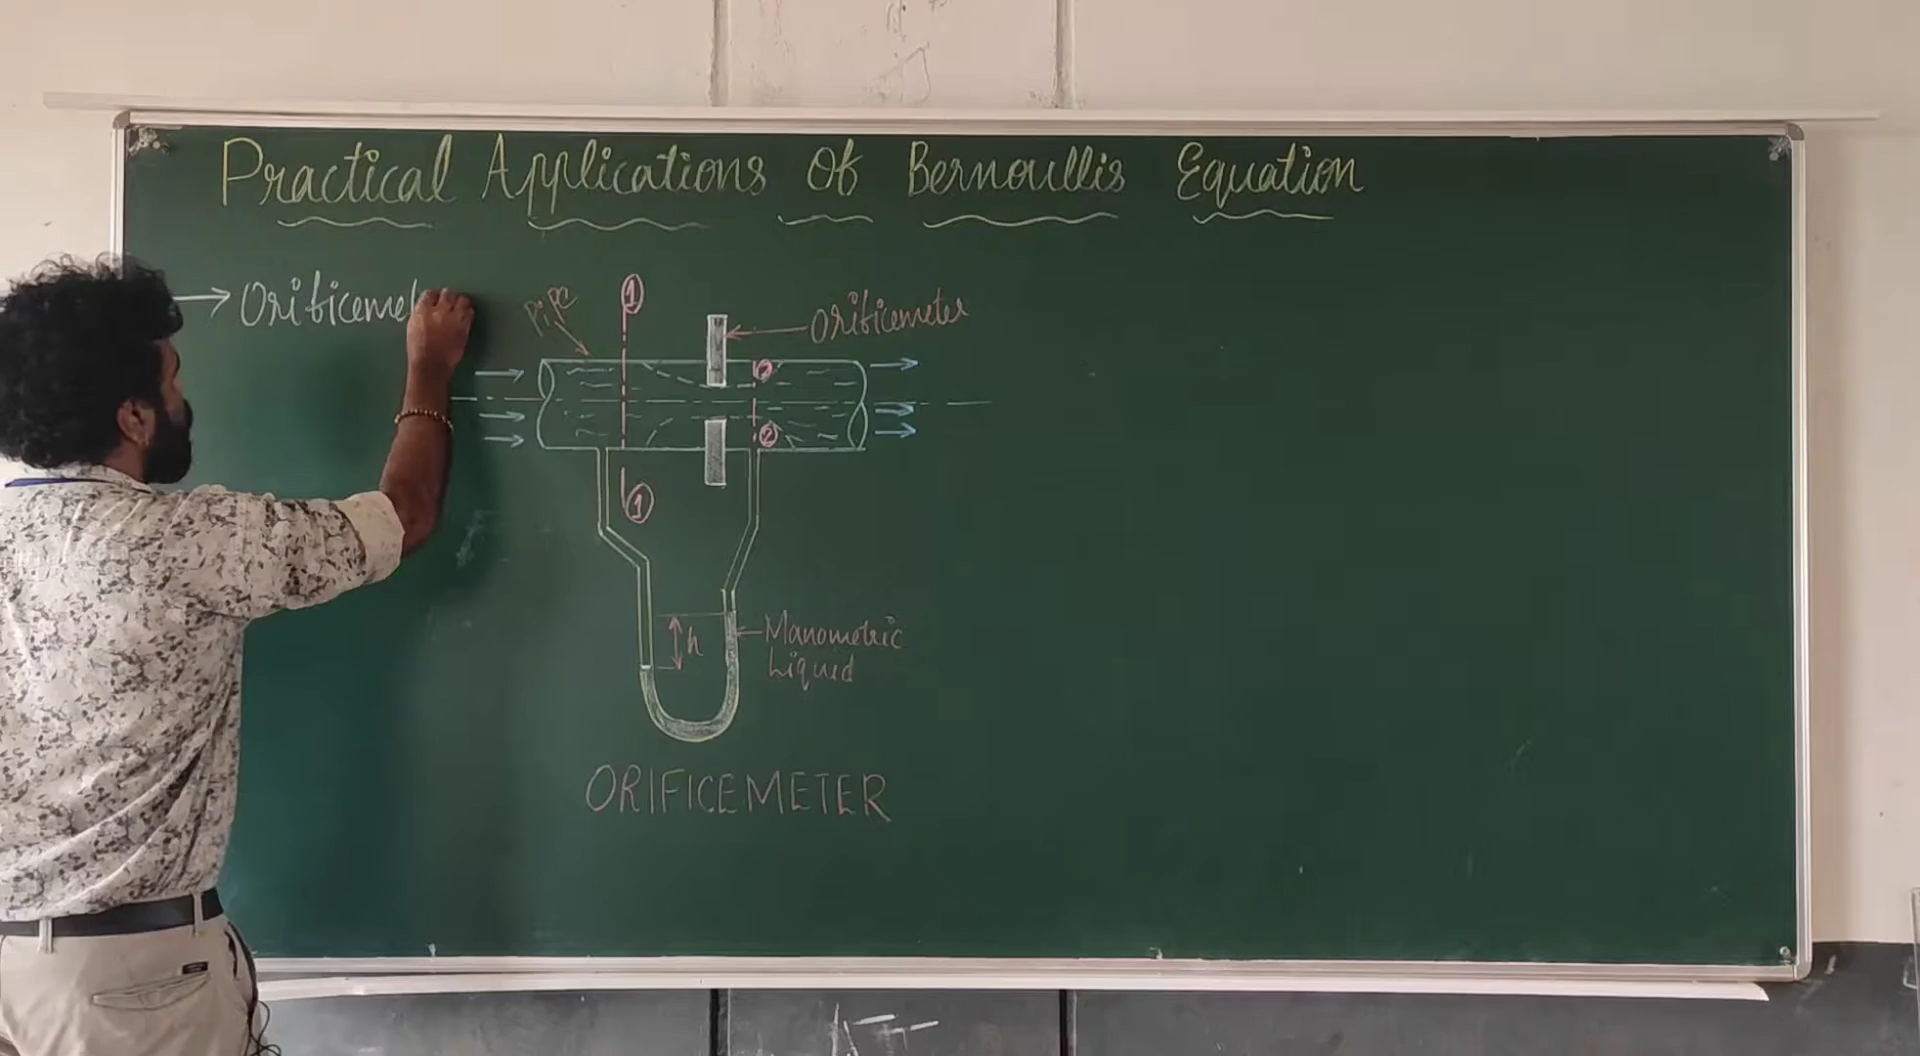 Practical Applications Of Bernoullis Equation
→ Orificemet
Pipe
1
Orificemeter
2
2
1
h
Manometric
Liquid
ORIFICEMETER